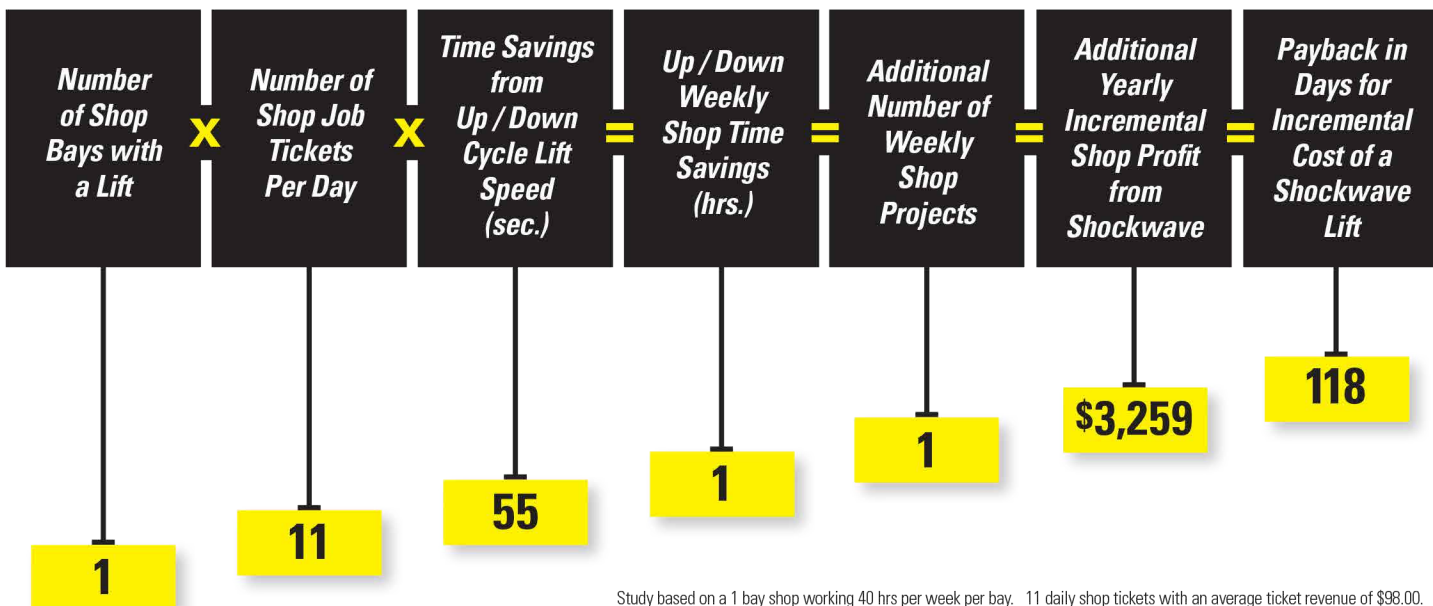 Number
of Shop
Bays with
a Lift
x
Number of
Shop Job
Tickets
Per Day
x
Time Savings
from
Up / Down
Cycle Lift
Speed
(sec.)
=
Up / Down
Weekly
Shop Time
Savings
(hrs.)
=
Additional
Number of
Weekly
Shop
Projects
=
Additional
Yearly
Incremental
Shop Profit
from
Shockwave
=
Payback in
Days for
Incremental
Cost of a
Shockwave
Lift
1
11
55
1
1
$3,259
118
Study based on a 1 bay shop working 40 hrs per week per bay. 11 daily shop tickets with an average ticket revenue of $98.00.